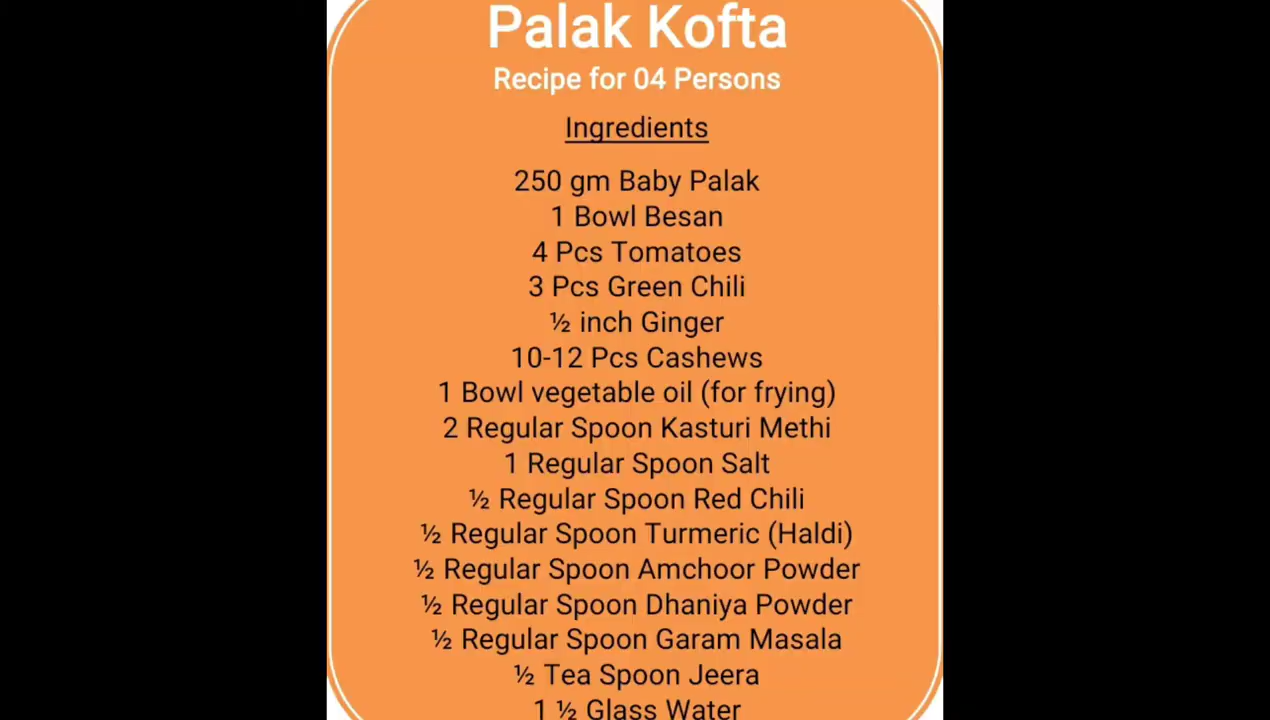 Palak Kofta
Recipe for 04 Persons
Ingredients
250 gm Baby Palak
1 Bowl Besan
4 Pcs Tomatoes
3 Pcs Green Chili
½ inch Ginger
10-12 Pcs Cashews
1 Bowl vegetable oil (for frying)
2 Regular Spoon Kasturi Methi
1 Regular Spoon Salt
½ Regular Spoon Red Chili
½ Regular Spoon Turmeric (Haldi)
½ Regular Spoon Amchoor Powder
½ Regular Spoon Dhaniya Powder
½ Regular Spoon Garam Masala
½ Tea Spoon Jeera
1 ½ Glass Water